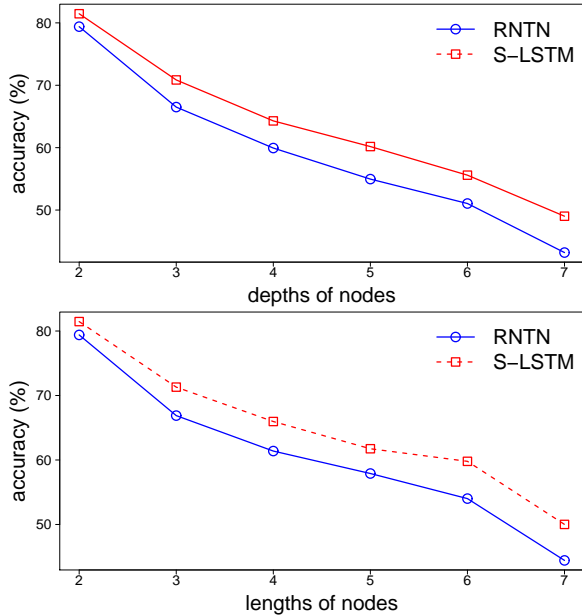 RNTN
S-LSTM
accuracy (%)
80
70
60
50
2 3 4 5 6 7
depths of nodes
RNTN
S-LSTM
accuracy (%)
80
70
60
50
2 3 4 5 6 7
lengths of nodes